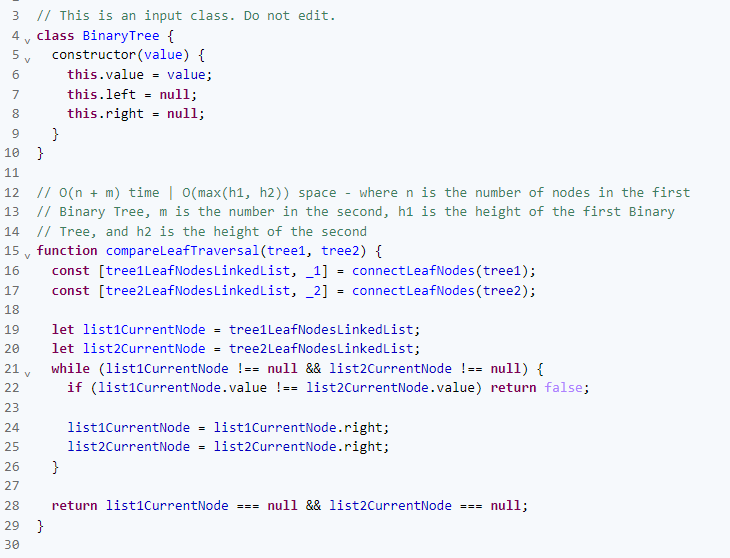 3 // This is an input class. Do not edit.
4 class BinaryTree {
5   constructor(value) {
6     this.value = value;
7     this.left = null;
8     this.right = null;
9   }
10 }
11
12 // O(n + m) time | O(max(h1, h2)) space - where n is the number of nodes in the first
13 // Binary Tree, m is the number in the second, h1 is the height of the first Binary
14 // Tree, and h2 is the height of the second
15 function compareLeafTraversal(tree1, tree2) {
16   const [tree1LeafNodesLinkedList, _1] = connectLeafNodes(tree1);
17   const [tree2LeafNodesLinkedList, _2] = connectLeafNodes(tree2);
18
19   let list1CurrentNode = tree1LeafNodesLinkedList;
20   let list2CurrentNode = tree2LeafNodesLinkedList;
21   while (list1CurrentNode !== null && list2CurrentNode !== null) {
22     if (list1CurrentNode.value !== list2CurrentNode.value) return false;
23
24     list1CurrentNode = list1CurrentNode.right;
25     list2CurrentNode = list2CurrentNode.right;
26   }
27
28   return list1CurrentNode === null && list2CurrentNode === null;
29 }
30